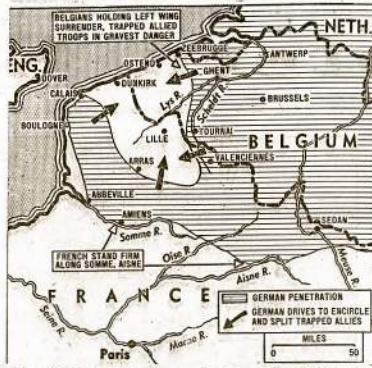 BELGIANS HOLDING LEFT WING
SURRENDER, TRAPPED ALLIED
TROOPS IN GRAVEST DANGER
NETH.
ZEEBRUGGE
ANTWERP
OSTEND
ENG.
DOVER
GHENT
DUNKIRK
CALAIS
Lys R.
Scheldt R.
BRUSSELS
BOULOGNE
LILLE
TOURNAI
BELGIUM
VALENCIENNES
ARRAS
ABBEVILLE
AMIENS
SEDAN
Somme R.
FRENCH STAND FIRM
ALONG SOMME, AISNE
Oise R.
Meuse R.
Aisne R.
FRANCE
GERMAN PENETRATION
GERMAN DRIVES TO ENCIRCLE
AND SPLIT TRAPPED ALLIES
Seine R.
Marne R.
Paris
MILES
0 50